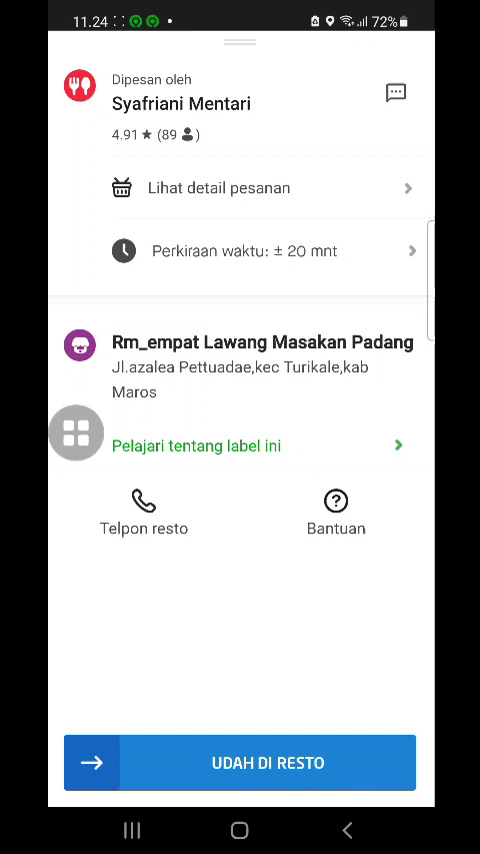 11.24
72%
Dipesan oleh
Syafriani Mentari
4.91 ★ (89)
Lihat detail pesanan
Perkiraan waktu: ± 20 mnt
Rm_empat Lawang Masakan Padang
Jl.azalea Pettuadae,kec Turikale,kab
Maros
Pelajari tentang label ini
Telpon resto
Bantuan
UDAH DI RESTO